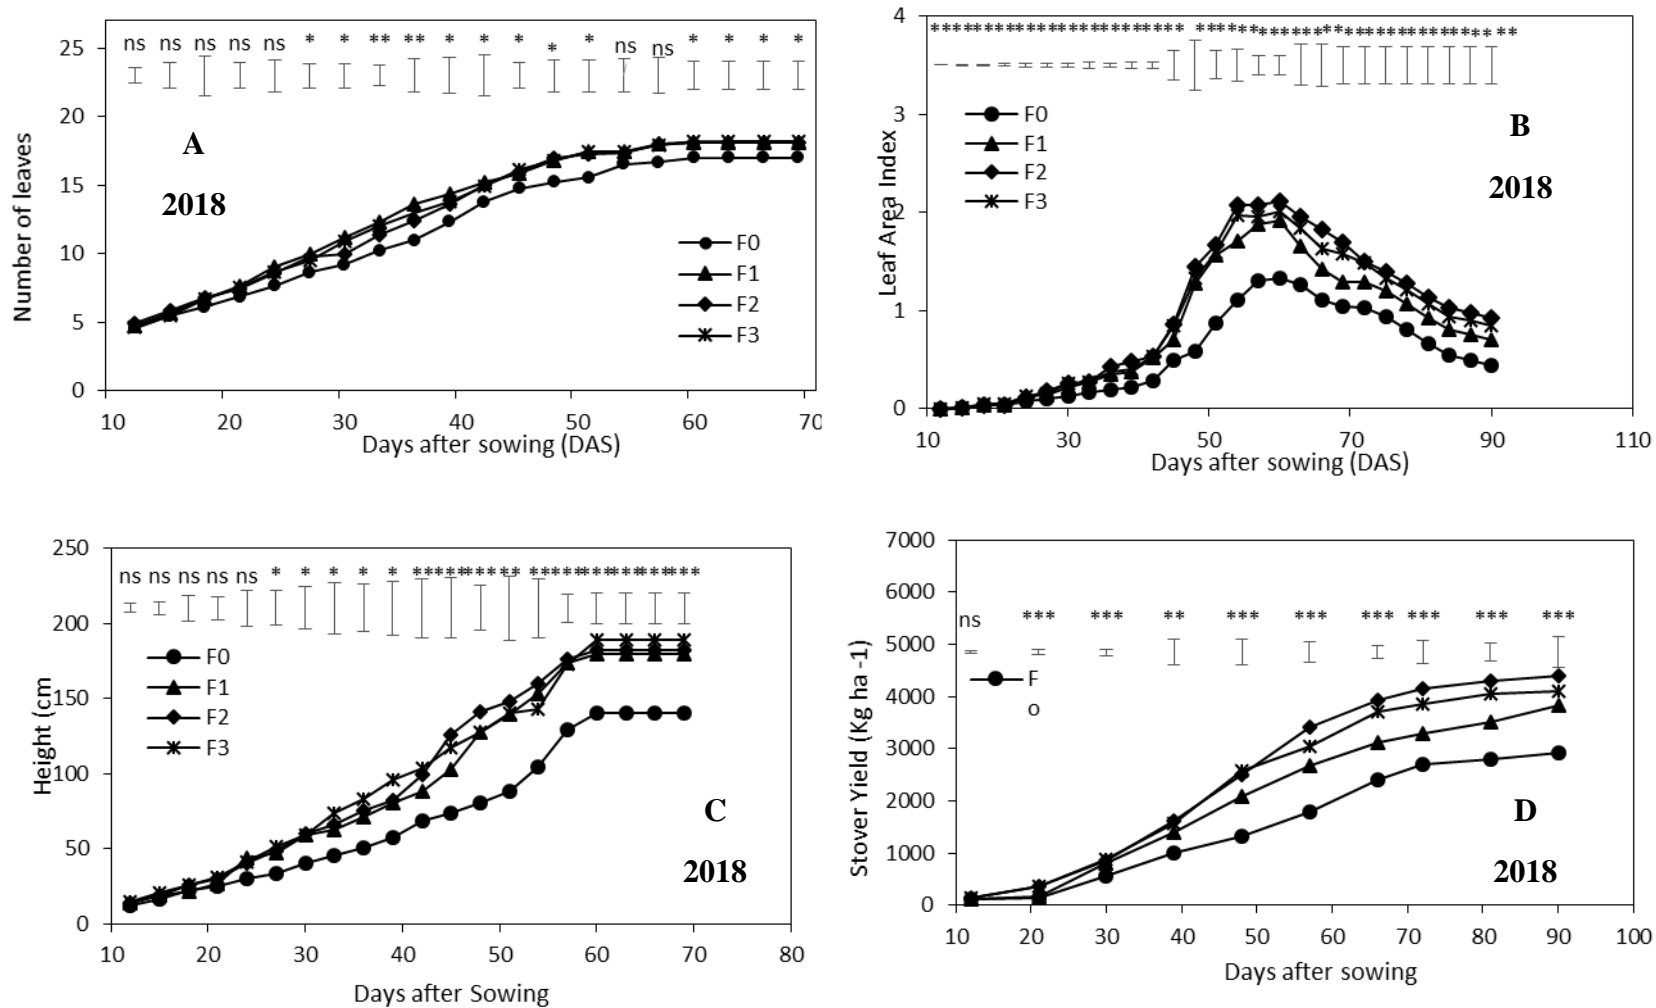 25
20
15
10
5
0
ns ns ns ns ns * * ** ** * * * * * ns ns * * * *
A
2018
F0
F1
F2
F3
Number of leaves
10 20 30 40 50 60 70
Days after sowing (DAS)
4
3
2
1
0
B
2018
F0
F1
F2
F3
Leaf Area Index
10 30 50 70 90 110
Days after sowing (DAS)
250
200
150
100
50
0
ns ns ns ns ns * * * * * ** *** *** ** *** *** *** *** *** ***
F0
F1
F2
F3
C
2018
Height (cm
10 20 30 40 50 60 70 80
Days after Sowing
7000
6000
5000
4000
3000
2000
1000
0
ns *** *** ** *** *** *** *** *** ***
F
o
D
2018
Stover Yield (Kg ha -1)
10 20 30 40 50 60 70 80 90 100
Days after sowing